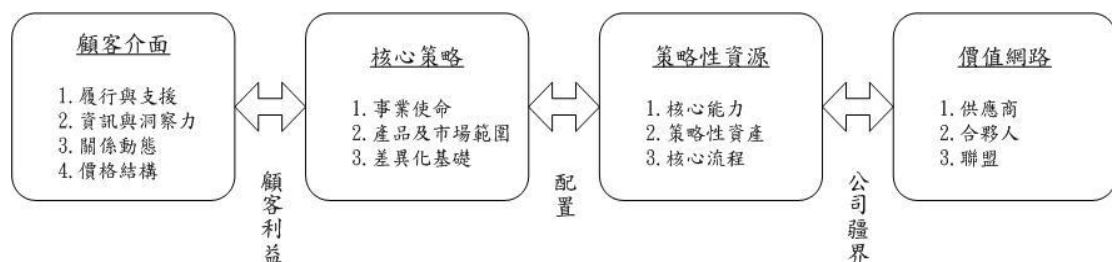 顧客介面
1. 履行與支援
2. 資訊與洞察力
3. 關係動態
4. 價格結構
顧客利益
核心策略
1. 事業使命
2. 產品及市場範圍
3. 差異化基礎
配置
策略性資源
1. 核心能力
2. 策略性資產
3. 核心流程
公司疆界
價值網路
1. 供應商
2. 合夥人
3. 聯盟